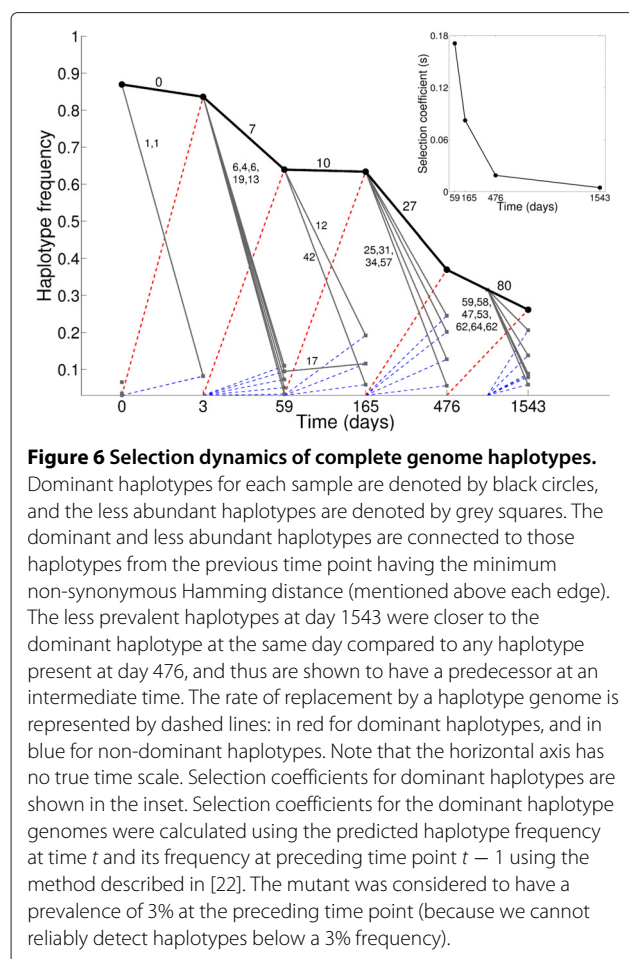 1
0.9
0.8
0.7
0.6
0.5
0.4
0.3
0.2
0.1
Haplotype frequency
0
7
10
27
80
1,1
6,4,6,
19,13
12
42
17
25,31,
34,57
59,58,
47,53,
62,64,62
0 3 59 165 476 1543
Time (days)
0.18
0.12
0.06
0
Selection coefficient (s)
59 165 476 1543
Time (days)
Figure 6 Selection dynamics of complete genome haplotypes.
Dominant haplotypes for each sample are denoted by black circles,
and the less abundant haplotypes are denoted by grey squares. The
dominant and less abundant haplotypes are connected to those
haplotypes from the previous time point having the minimum
non-synonymous Hamming distance (mentioned above each edge).
The less prevalent haplotypes at day 1543 were closer to the
dominant haplotype at the same day compared to any haplotype
present at day 476, and thus are shown to have a predecessor at an
intermediate time. The rate of replacement by a haplotype genome is
represented by dashed lines: in red for dominant haplotypes, and in
blue for non-dominant haplotypes. Note that the horizontal axis has
no true time scale. Selection coefficients for dominant haplotypes are
shown in the inset. Selection coefficients for the dominant haplotype
genomes were calculated using the predicted haplotype frequency
at time t and its frequency at preceding time point t − 1 using the
method described in [22]. The mutant was considered to have a
prevalence of 3% at the preceding time point (because we cannot
reliably detect haplotypes below a 3% frequency).